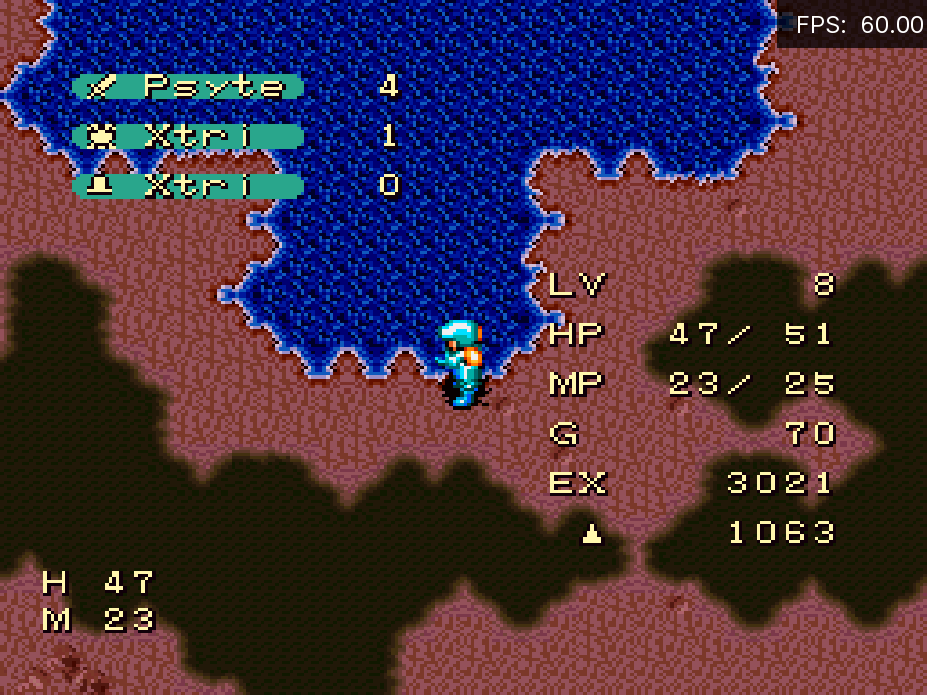 FPS: 60.00
Psyte 4
Xtri 1
Xtri 0
LV 8
HP 47/ 51
MP 23/ 25
G 70
EX 3021
▲ 1063
H 47
M 23